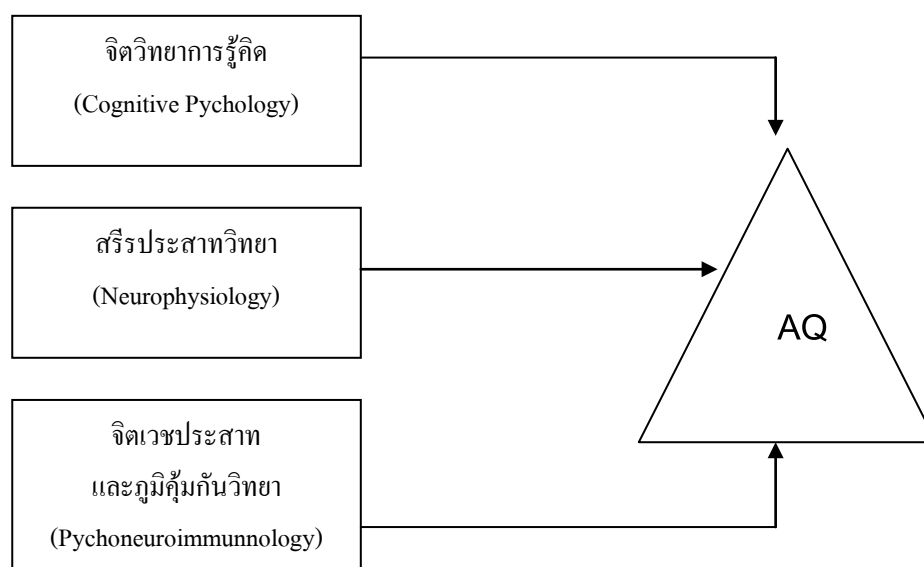 จิตวิทยาการรู้คิด
(Cognitive Pychology)
สรีรประสาทวิทยา
(Neurophysiology)
AQ
จิตเวชประสาท
และภูมิคุ้มกันวิทยา
(Pychoneuroimmunnology)